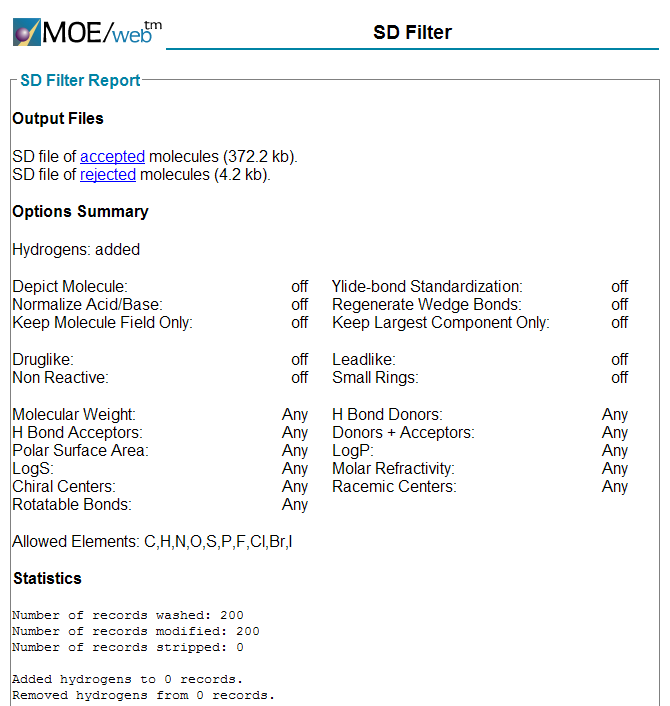 MOE/web tm
SD Filter
SD Filter Report
Output Files
SD file of accepted molecules (372.2 kb).
SD file of rejected molecules (4.2 kb).
Options Summary
Hydrogens: added
Depict Molecule: off Ylide-bond Standardization: off
Normalize Acid/Base: off Regenerate Wedge Bonds: off
Keep Molecule Field Only: off Keep Largest Component Only: off
Druglike: off Leadlike: off
Non Reactive: off Small Rings: off
Molecular Weight: Any H Bond Donors: Any
H Bond Acceptors: Any Donors + Acceptors: Any
Polar Surface Area: Any LogP: Any
LogS: Any Molar Refractivity: Any
Chiral Centers: Any Racemic Centers: Any
Rotatable Bonds: Any
Allowed Elements: C,H,N,O,S,P,F,Cl,Br,I
Statistics
Number of records washed: 200
Number of records modified: 200
Number of records stripped: 0
Added hydrogens to 0 records.
Removed hydrogens from 0 records.